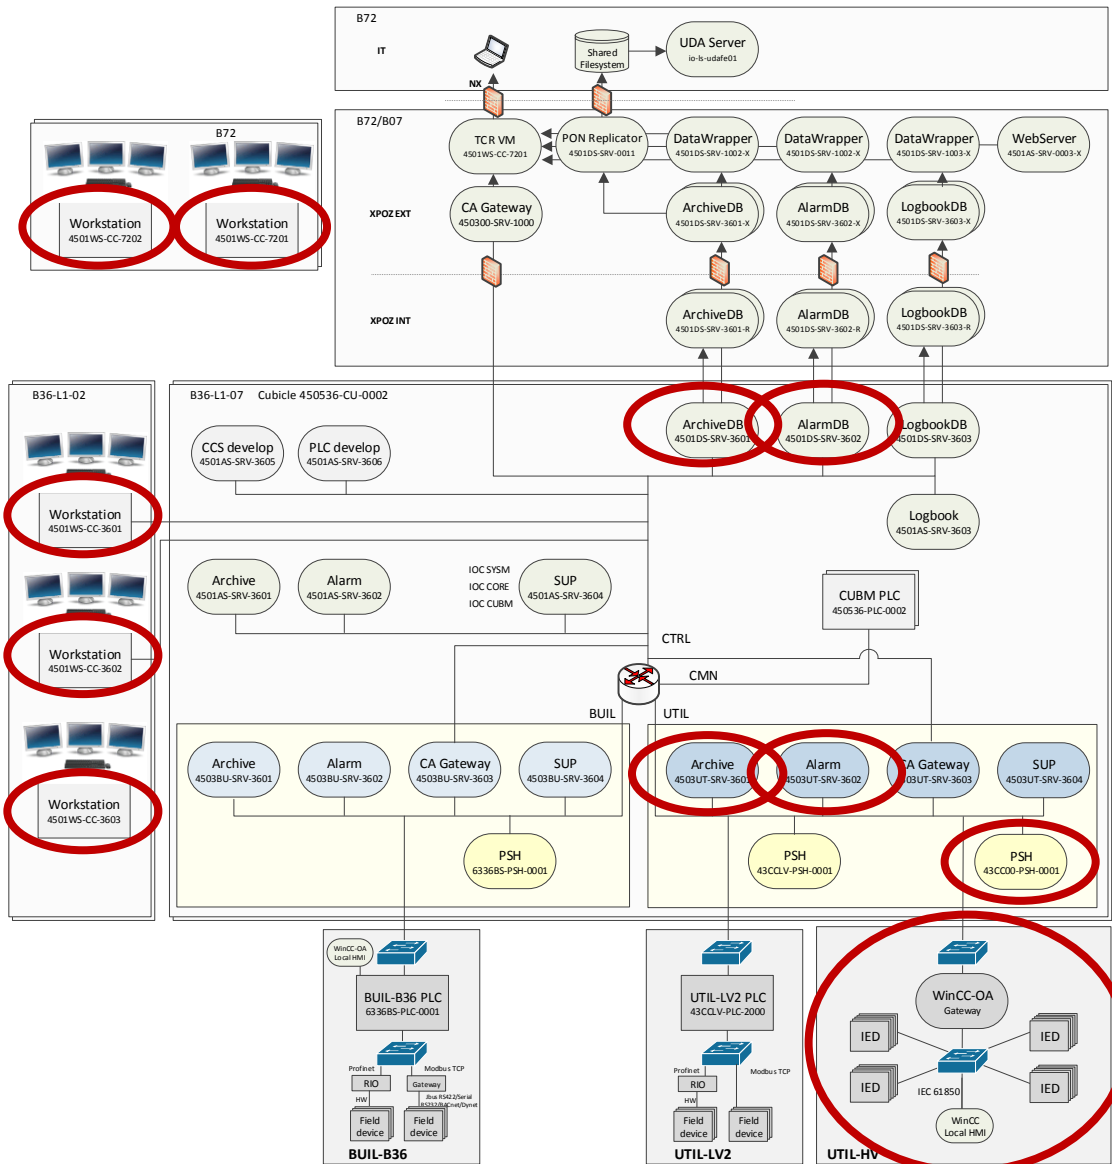 B72
IT
UDA Server
io-ls-udafe01
Shared
Filesystem
NX
B72/B07
TCR VM
4501WS-CC-7201
PON Replicator
4501DS-SRV-0011
DataWrapper
4501DS-SRV-1002-X
DataWrapper
4501DS-SRV-1002-X
DataWrapper
4501DS-SRV-1003-X
WebServer
4501AS-SRV-0003-X
XPOZ EXT
CA Gateway
450300-SRV-1000
ArchiveDB
4501DS-SRV-3601-X
AlarmDB
4501DS-SRV-3602-X
LogbookDB
4501DS-SRV-3603-X
XPOZ INT
ArchiveDB
4501DS-SRV-3601-R
AlarmDB
4501DS-SRV-3602-R
LogbookDB
4501DS-SRV-3603-R
B72
Workstation
4501WS-CC-7202
Workstation
4501WS-CC-7201
B36-L1-02
Workstation
4501WS-CC-3601
Workstation
4501WS-CC-3602
Workstation
4501WS-CC-3603
B36-L1-07 Cubicle 450536-CU-0002
ArchiveDB
4501DS-SRV-3601
AlarmDB
4501DS-SRV-3602
LogbookDB
4501DS-SRV-3603
CCS develop
4501AS-SRV-3605
PLC develop
4501AS-SRV-3606
Logbook
4501AS-SRV-3603
Archive
4501AS-SRV-3601
Alarm
4501AS-SRV-3602
IOC SYSM
IOC CORE
IOC CUBM
SUP
4501AS-SRV-3604
CUBM PLC
450536-PLC-0002
CTRL
CMN
BUIL
UTIL
Archive
4503BU-SRV-3601
Alarm
4503BU-SRV-3602
CA Gateway
4503BU-SRV-3603
SUP
4503BU-SRV-3604
PSH
6336BS-PSH-0001
Archive
4503UT-SRV-3601
Alarm
4503UT-SRV-3602
CA Gateway
4503UT-SRV-3603
SUP
4503UT-SRV-3604
PSH
43CCLV-PSH-0001
PSH
43CC00-PSH-0001
WinCC-OA
Local HMI
BUIL-B36 PLC
6336BS-PLC-0001
Profinet
Modbus TCP
RIO
Gateway
HW
Jbus RS422/Serial
RS232/BACnet/Dynet
Field
device
Field
device
BUIL-B36
UTIL-LV2 PLC
43CCLV-PLC-2000
Profinet
Modbus TCP
RIO
HW
Field
device
Field
device
UTIL-LV2
WinCC-OA
Gateway
IED
IED
IED
IED
IEC 61850
WinCC
Local HMI
UTIL-HV